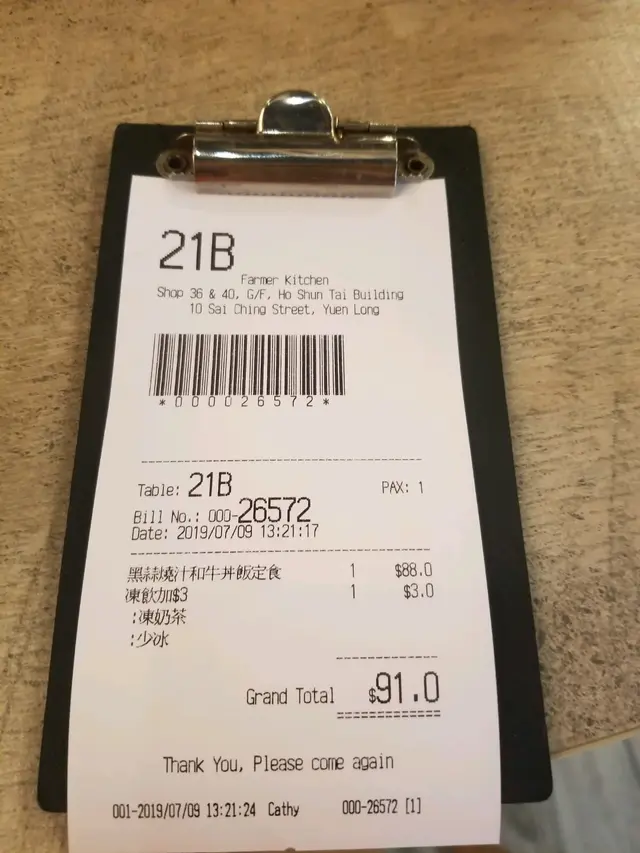 21B
Farmer Kitchen
Shop 36 & 40, G/F, Ho Shun Tai Building
10 Sai Ching Street, Yuen Long
*000026572*
Table: 21B PAX: 1
Bill No.: 000-26572
Date: 2019/07/09 13:21:17
黑蒜燒汁和牛丼飯定食 1 $88.0
凍飲加$3 1 $3.0
:凍奶茶
:少冰
Grand Total $91.0
Thank You, Please come again
001-2019/07/09 13:21:24 Cathy 000-26572 [1]